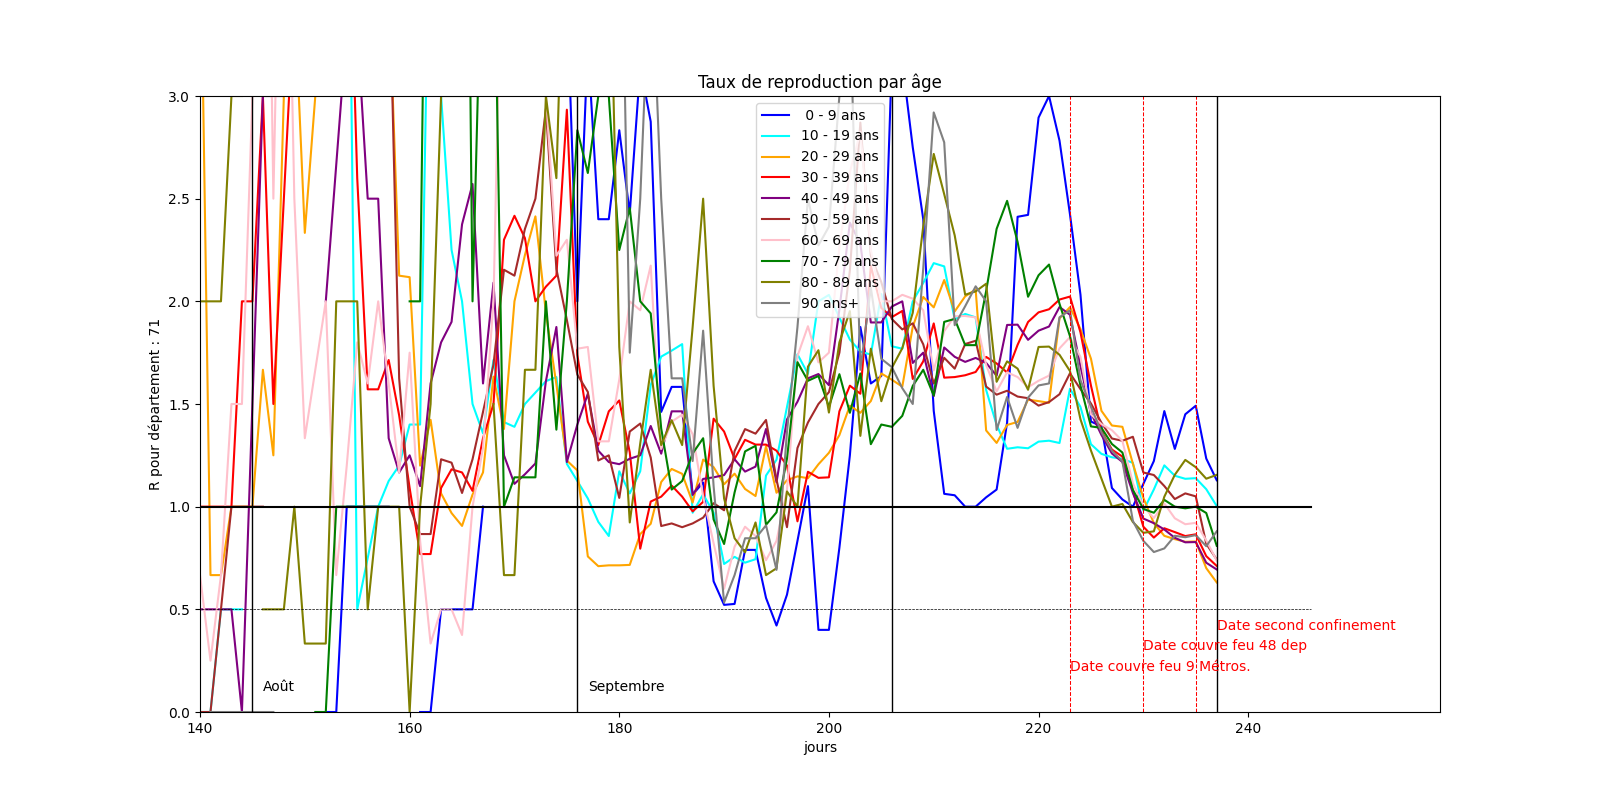 Taux de reproduction par âge
R pour département : 71
3.0
2.5
2.0
1.5
1.0
0.5
0.0
0 - 9 ans
10 - 19 ans
20 - 29 ans
30 - 39 ans
40 - 49 ans
50 - 59 ans
60 - 69 ans
70 - 79 ans
80 - 89 ans
90 ans+
Date second confinement
Date couvre feu 48 dep
Date couvre feu 9 Métros.
Août
Septembre
140
160
180
200
220
240
jours